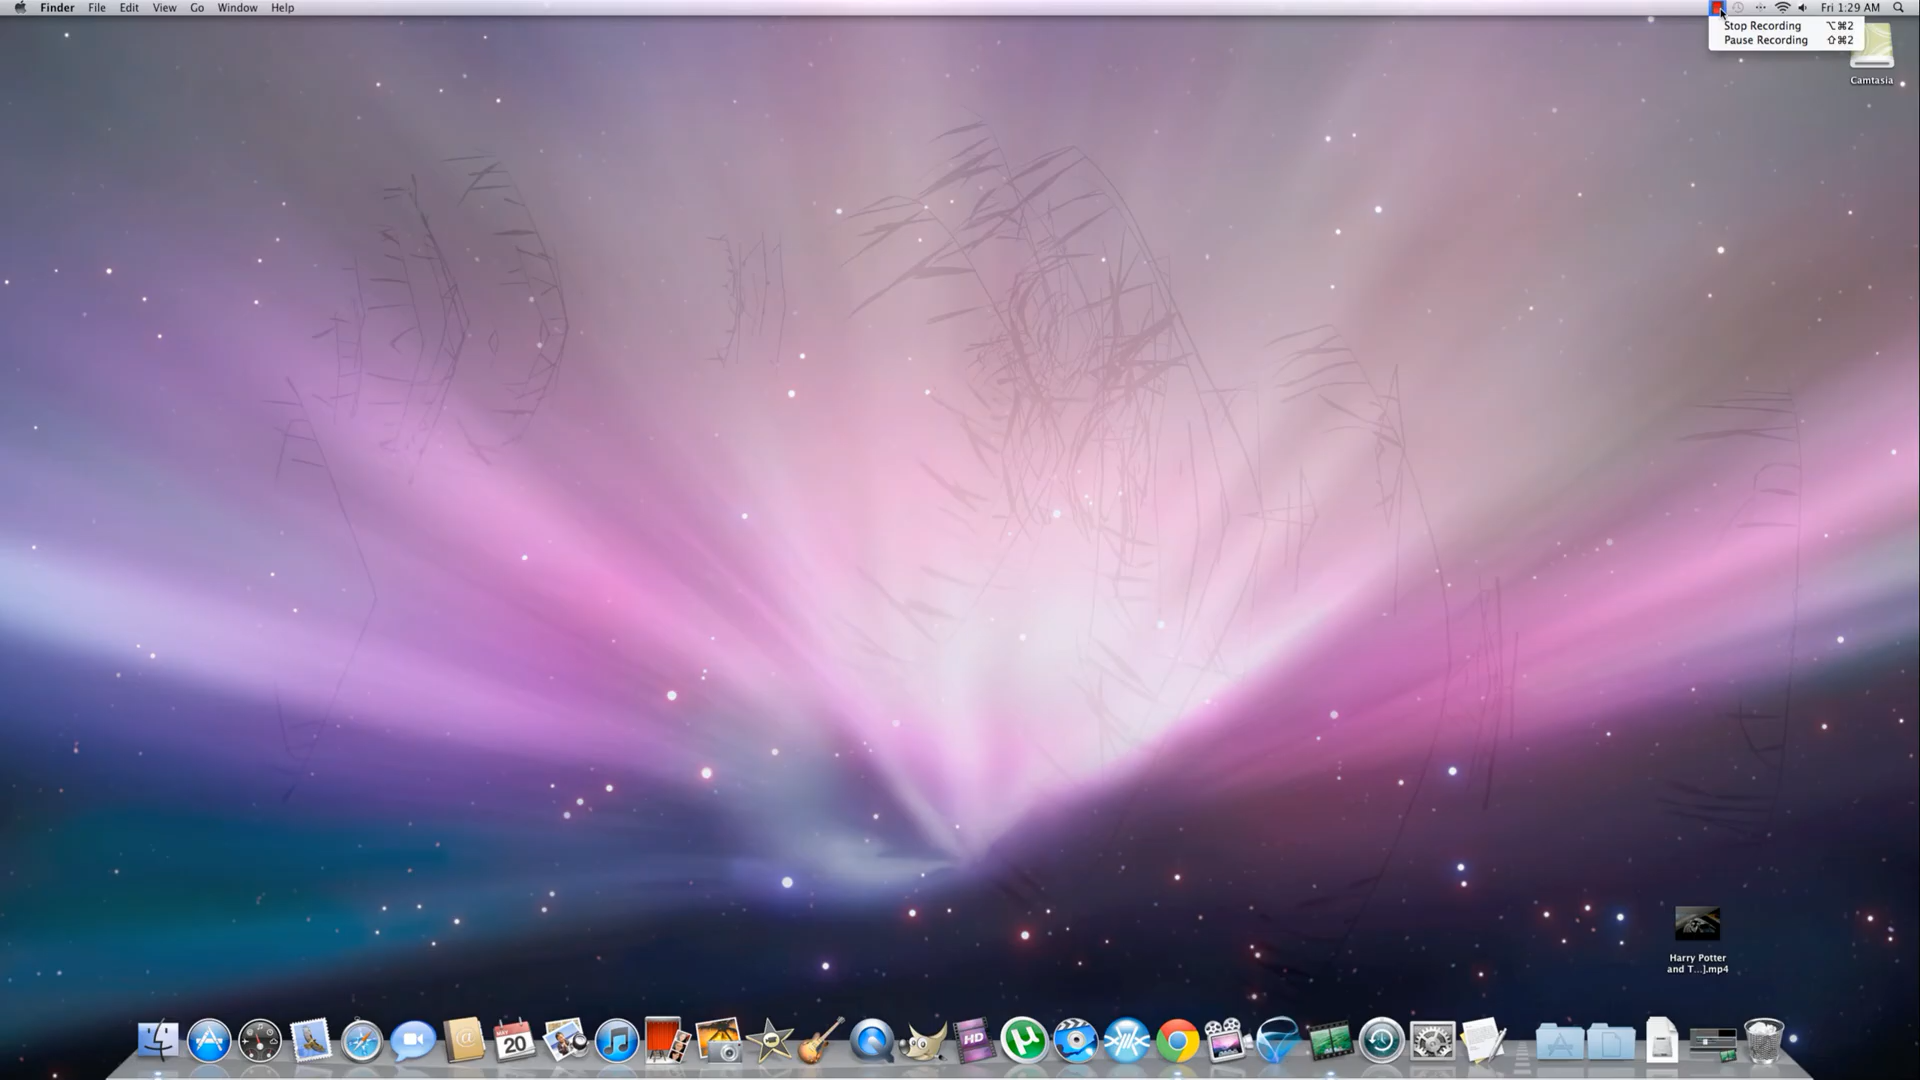 Finder File Edit View Go Window Help Fri 1:29 AM
Stop Recording ⌥⌘2
Pause Recording ⇧⌘2
Camtasia
Harry Potter
and T...].mp4
20
HD